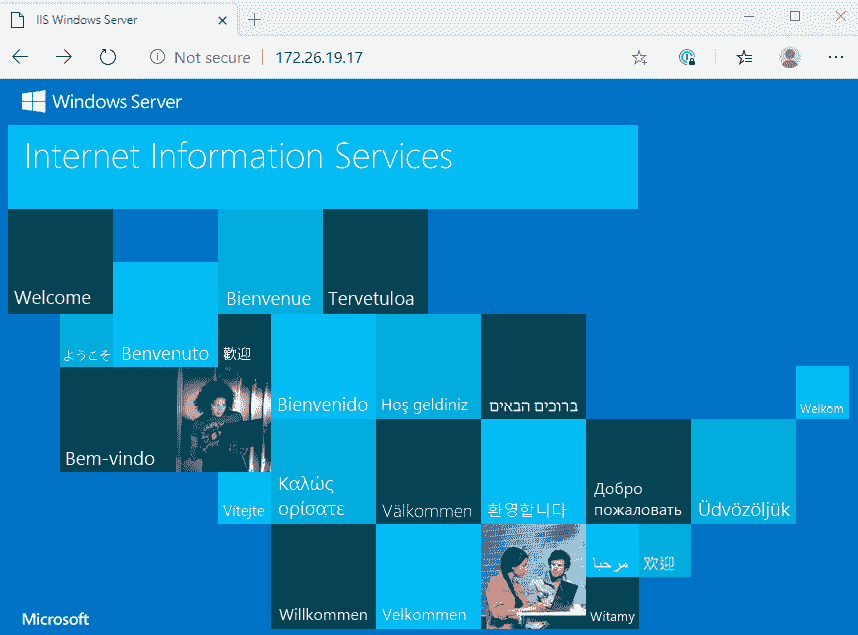 IIS Windows Server
Not secure
172.26.19.17
Windows Server
Internet Information Services
Welcome
Bienvenue
Tervetuloa
ようこそ
Benvenuto
歡迎
Bienvenido
Hoş geldiniz
ברוכים הבאים
Welkom
Bem-vindo
Vítejte
Καλώς
ορίσατε
Välkommen
환영합니다
Добро
пожаловать
Üdvözöljük
مرحبا
欢迎
Willkommen
Velkommen
Witamy
Microsoft